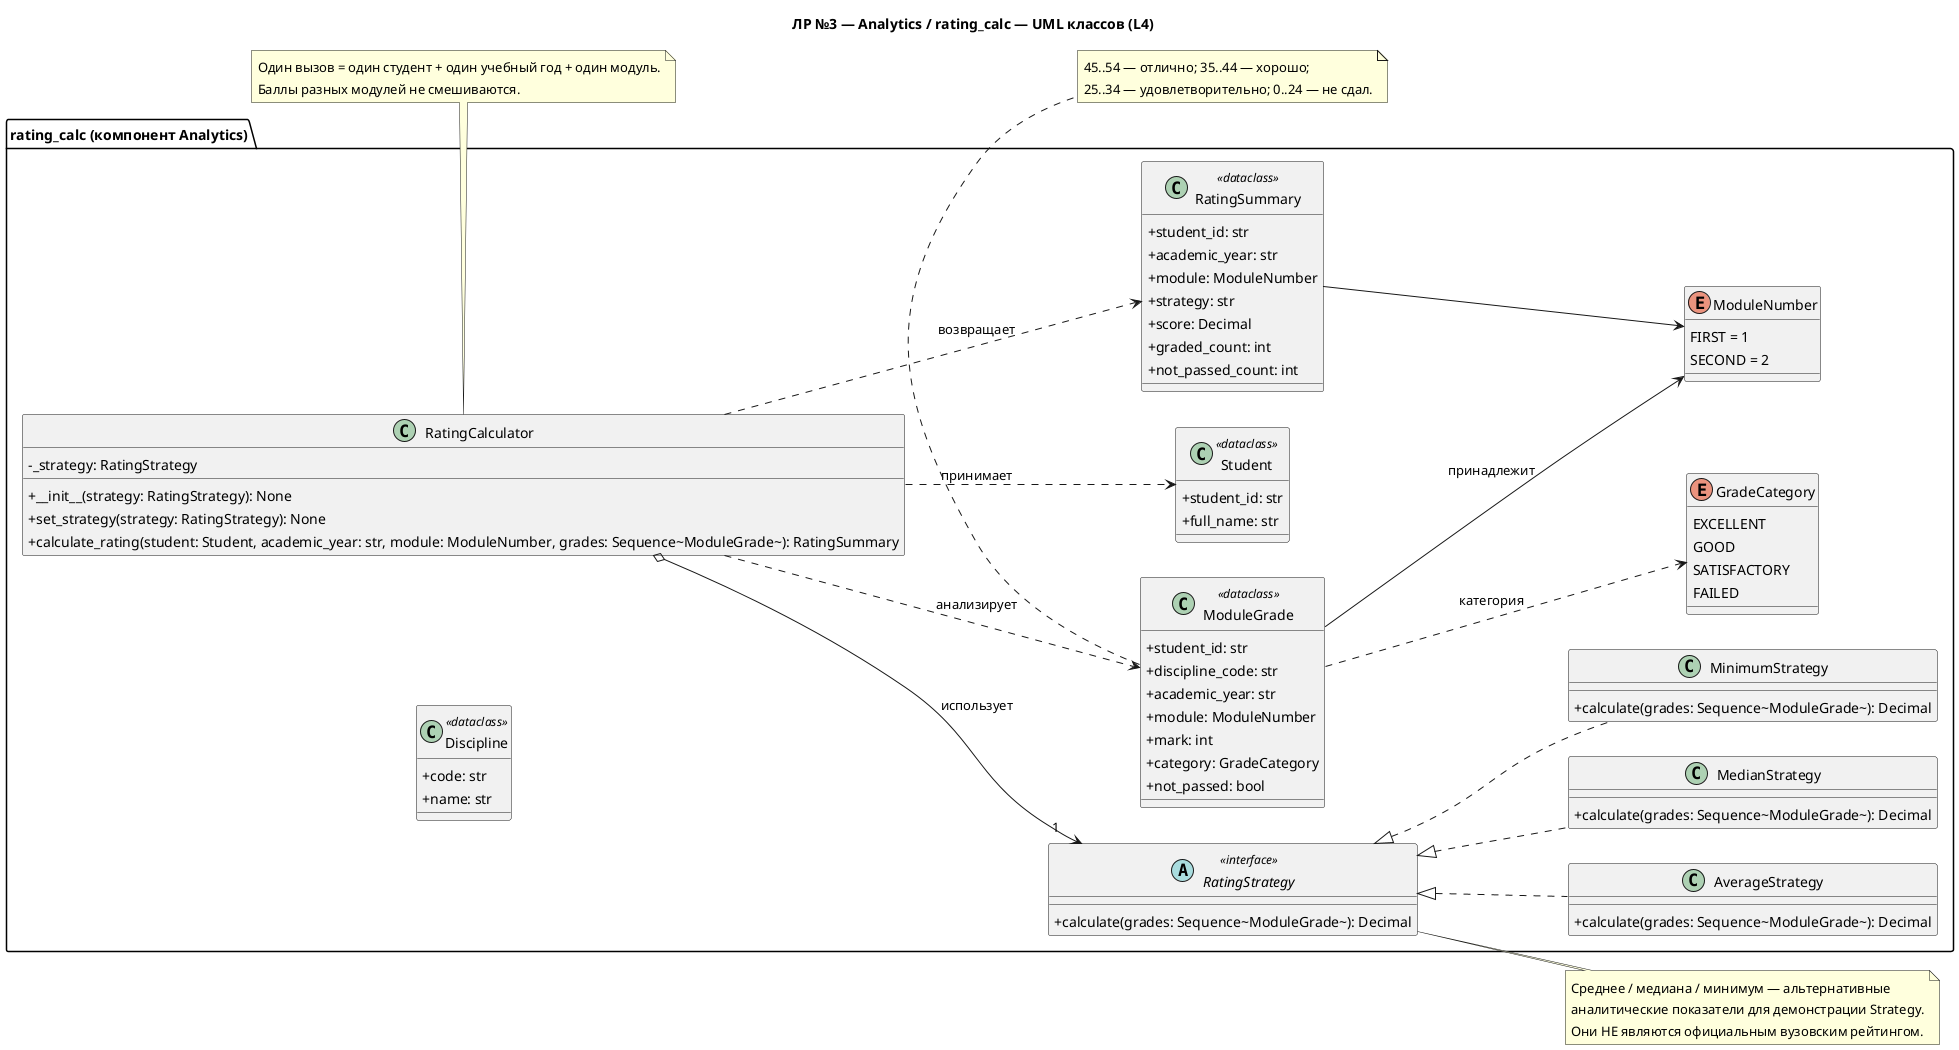 ЛР №3 — Analytics / rating_calc — UML классов (L4)
Один вызов = один студент + один учебный год + один модуль.
Баллы разных модулей не смешиваются.
45..54 — отлично; 35..44 — хорошо;
25..34 — удовлетворительно; 0..24 — не сдал.
rating_calc (компонент Analytics)
«dataclass»
RatingSummary
+student_id: str
+academic_year: str
+module: ModuleNumber
+strategy: str
+score: Decimal
+graded_count: int
+not_passed_count: int
ModuleNumber
FIRST = 1
SECOND = 2
возвращает
RatingCalculator
-_strategy: RatingStrategy
+__init__(strategy: RatingStrategy): None
+set_strategy(strategy: RatingStrategy): None
+calculate_rating(student: Student, academic_year: str, module: ModuleNumber, grades: Sequence~ModuleGrade~): RatingSummary
принимает
«dataclass»
Student
+student_id: str
+full_name: str
принадлежит
GradeCategory
EXCELLENT
GOOD
SATISFACTORY
FAILED
анализирует
«dataclass»
ModuleGrade
+student_id: str
+discipline_code: str
+academic_year: str
+module: ModuleNumber
+mark: int
+category: GradeCategory
+not_passed: bool
категория
MinimumStrategy
+calculate(grades: Sequence~ModuleGrade~): Decimal
использует
«dataclass»
Discipline
+code: str
+name: str
MedianStrategy
+calculate(grades: Sequence~ModuleGrade~): Decimal
1
«interface»
RatingStrategy
+calculate(grades: Sequence~ModuleGrade~): Decimal
AverageStrategy
+calculate(grades: Sequence~ModuleGrade~): Decimal
Среднее / медиана / минимум — альтернативные
аналитические показатели для демонстрации Strategy.
Они НЕ являются официальным вузовским рейтингом.